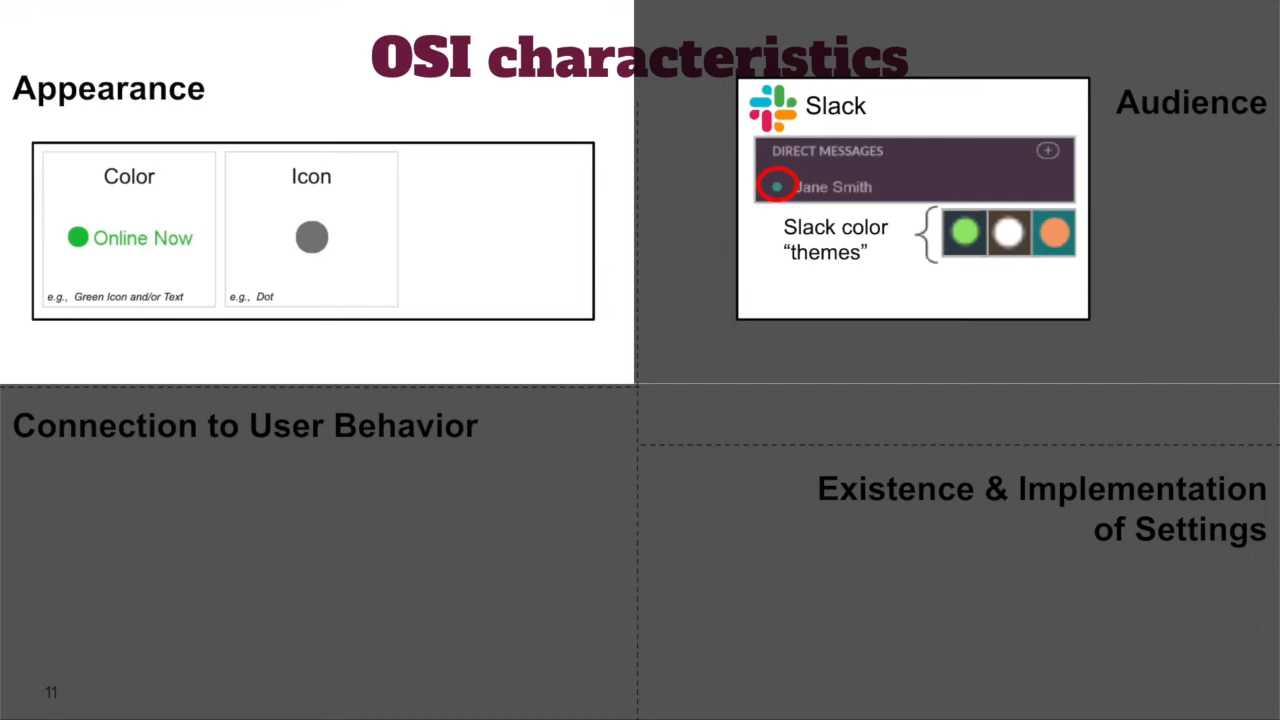 OSI characteristics
Appearance
Color
Online Now
e.g., Green Icon and/or Text
Icon
e.g., Dot
Slack
DIRECT MESSAGES
Jane Smith
Slack color
“themes”
Audience
Connection to User Behavior
Existence & Implementation
of Settings
11